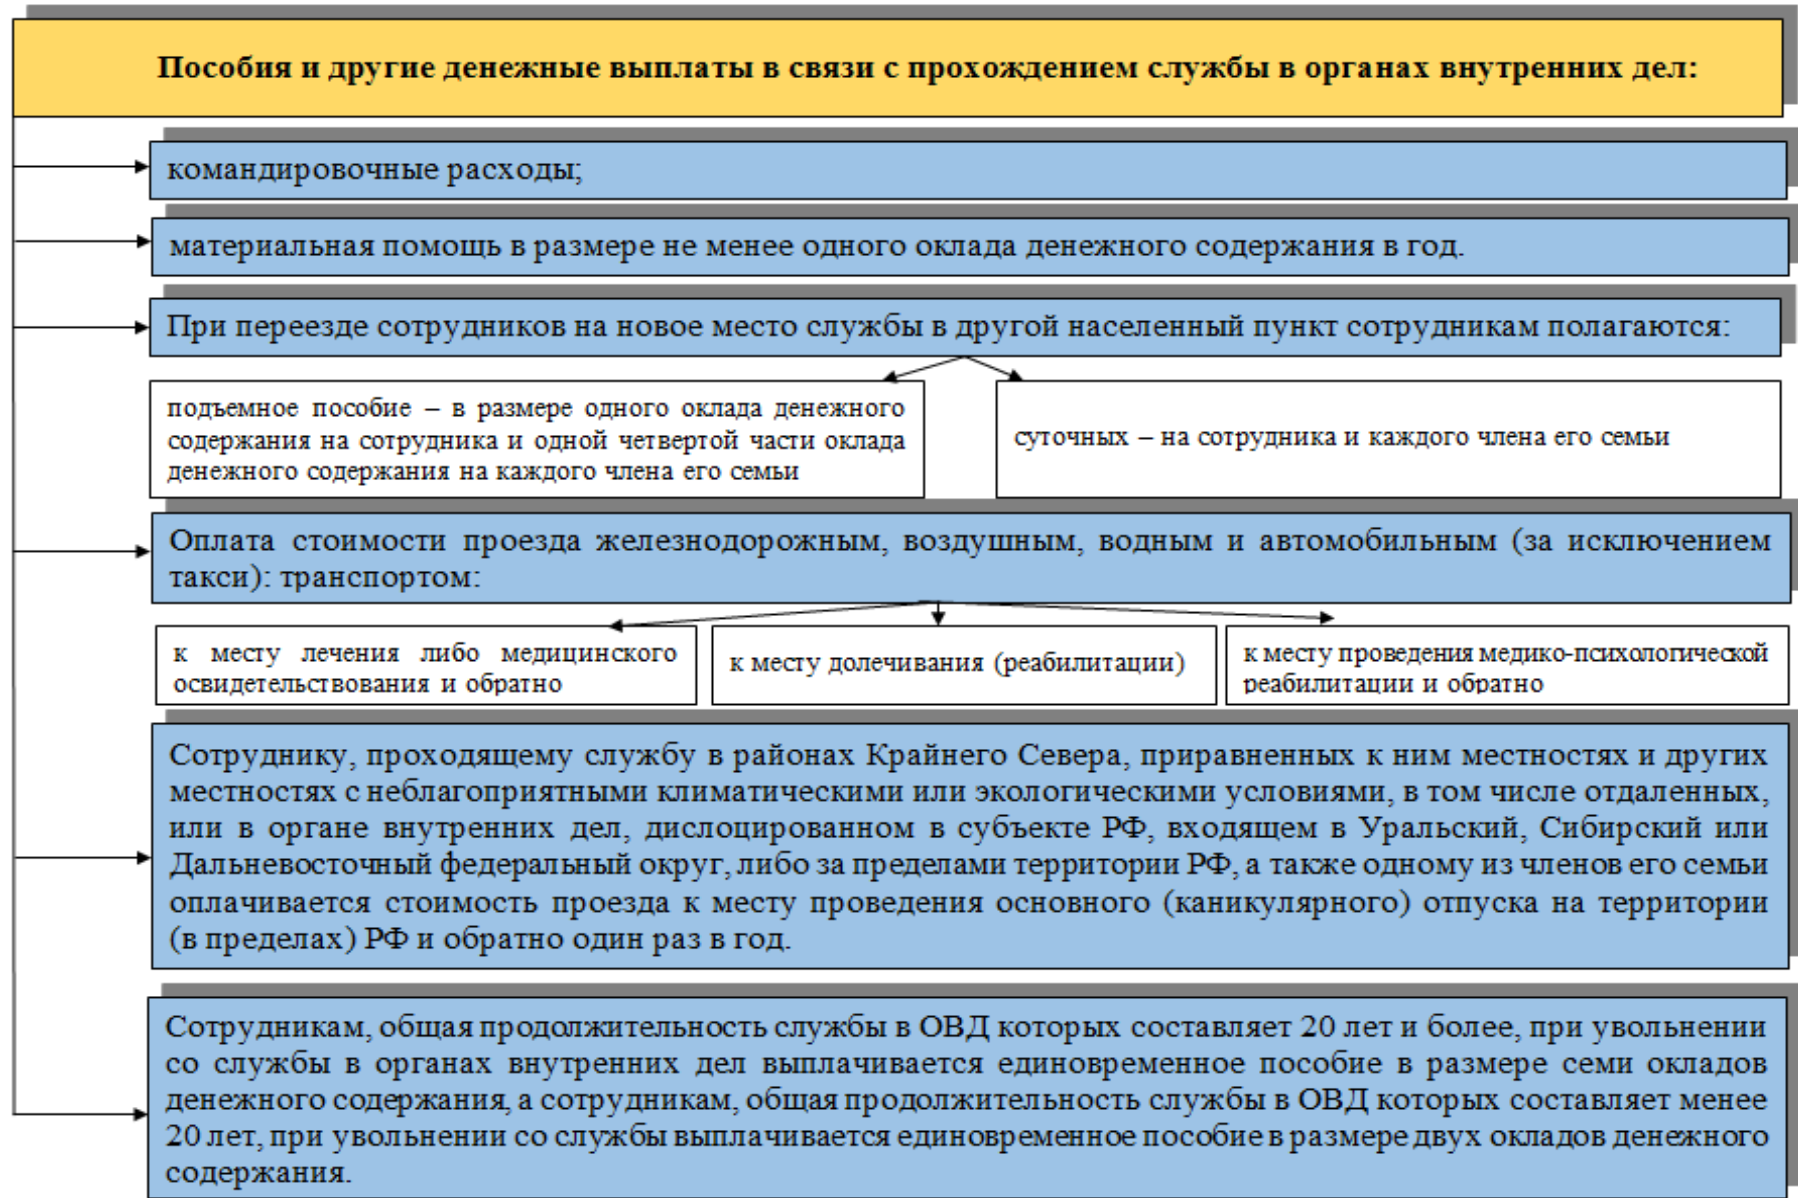 Пособия и другие денежные выплаты в связи с прохождением службы в органах внутренних дел:
командировочные расходы;
материальная помощь в размере не менее одного оклада денежного содержания в год.
При переезде сотрудников на новое место службы в другой населенный пункт сотрудникам полагаются:
подъемное пособие – в размере одного оклада денежного
содержания на сотрудника и одной четвертой части оклада
денежного содержания на каждого члена его семьи
суточных – на сотрудника и каждого члена его семьи
Оплата стоимости проезда железнодорожным, воздушным, водным и автомобильным (за исключением
такси): транспортом:
к месту лечения либо медицинского
освидетельствования и обратно
к месту долечивания (реабилитации)
к месту проведения медико-психологической
реабилитации и обратно
Сотруднику, проходящему службу в районах Крайнего Севера, приравненных к ним местностях и других
местностях с неблагоприятными климатическими или экологическими условиями, в том числе отдаленных,
или в органе внутренних дел, дислоцированном в субъекте РФ, входящем в Уральский, Сибирский или
Дальневосточный федеральный округ, либо за пределами территории РФ, а также одному из членов его семьи
оплачивается стоимость проезда к месту проведения основного (каникулярного) отпуска на территории
(в пределах) РФ и обратно один раз в год.
Сотрудникам, общая продолжительность службы в ОВД которых составляет 20 лет и более, при увольнении
со службы в органах внутренних дел выплачивается единовременное пособие в размере семи окладов
денежного содержания, а сотрудникам, общая продолжительность службы в ОВД которых составляет менее
20 лет, при увольнении со службы выплачивается единовременное пособие в размере двух окладов денежного
содержания.